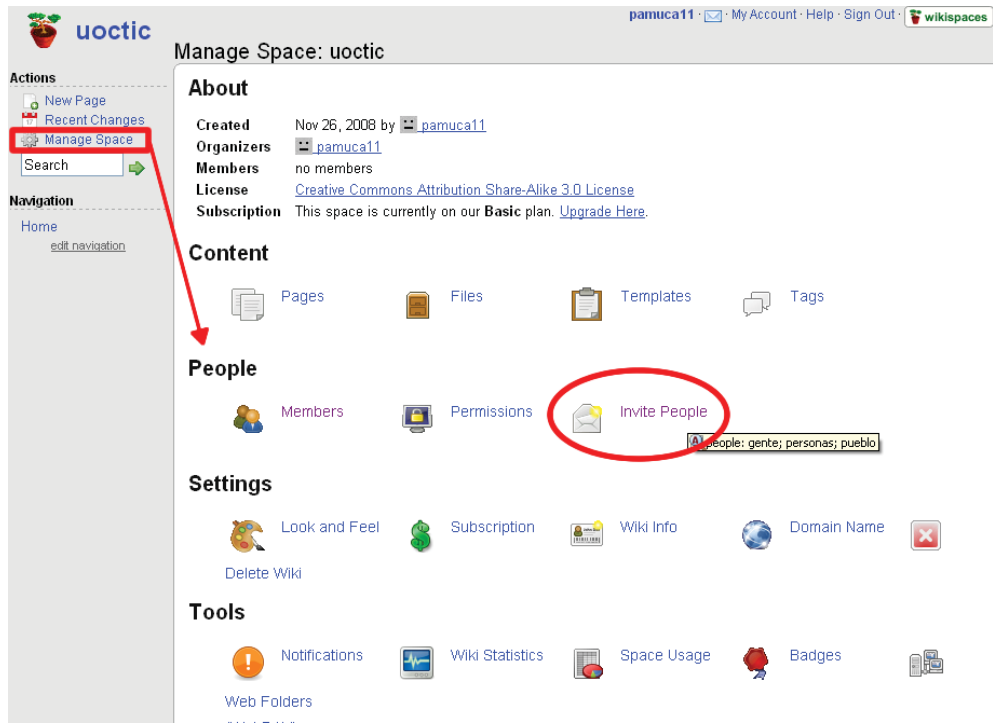 uoctic
pamuca11 · My Account · Help · Sign Out · wikispaces
Manage Space: uoctic
Actions
New Page
Recent Changes
Manage Space
Search
Navigation
Home
edit navigation
About
Created Nov 26, 2008 by pamuca11
Organizers pamuca11
Members no members
License Creative Commons Attribution Share-Alike 3.0 License
Subscription This space is currently on our Basic plan. Upgrade Here.
Content
Pages Files Templates Tags
People
Members Permissions Invite People
people: gente; personas; pueblo
Settings
Look and Feel Subscription Wiki Info Domain Name
Delete Wiki
Tools
Notifications Wiki Statistics Space Usage Badges
Web Folders